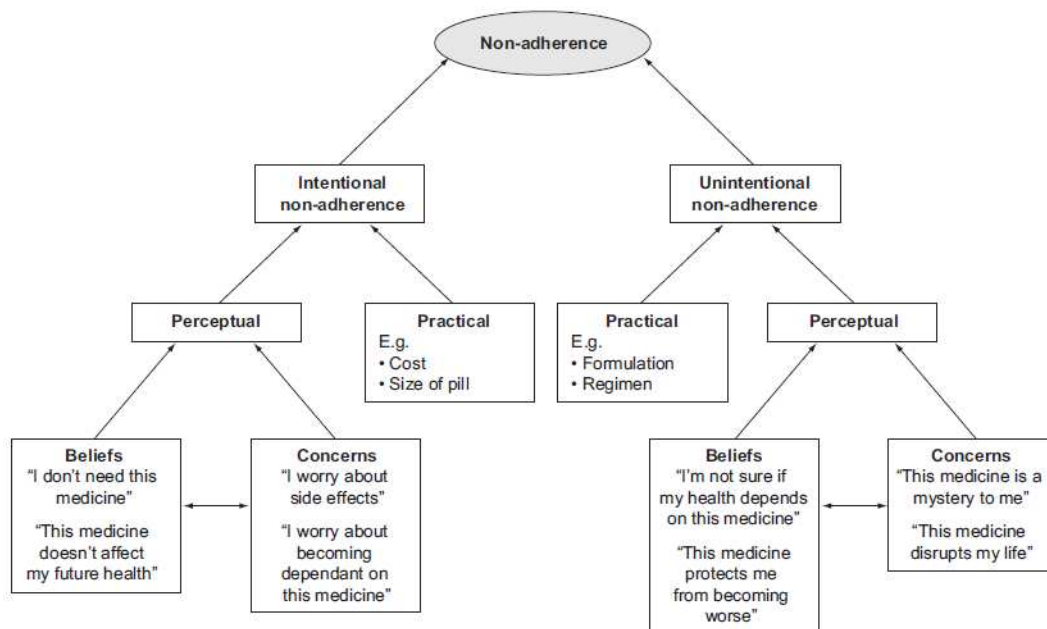 Non-adherence
Intentional
non-adherence
Unintentional
non-adherence
Perceptual
Practical
E.g.
• Cost
• Size of pill
Practical
E.g.
• Formulation
• Regimen
Perceptual
Beliefs
“I don’t need this
medicine”
“This medicine
doesn’t affect
my future health”
Concerns
“I worry about
side effects”
“I worry about
becoming
dependant on
this medicine”
Beliefs
“I’m not sure if
my health depends
on this medicine”
“This medicine
protects me
from becoming
worse”
Concerns
“This medicine is a
mystery to me”
“This medicine
disrupts my life”